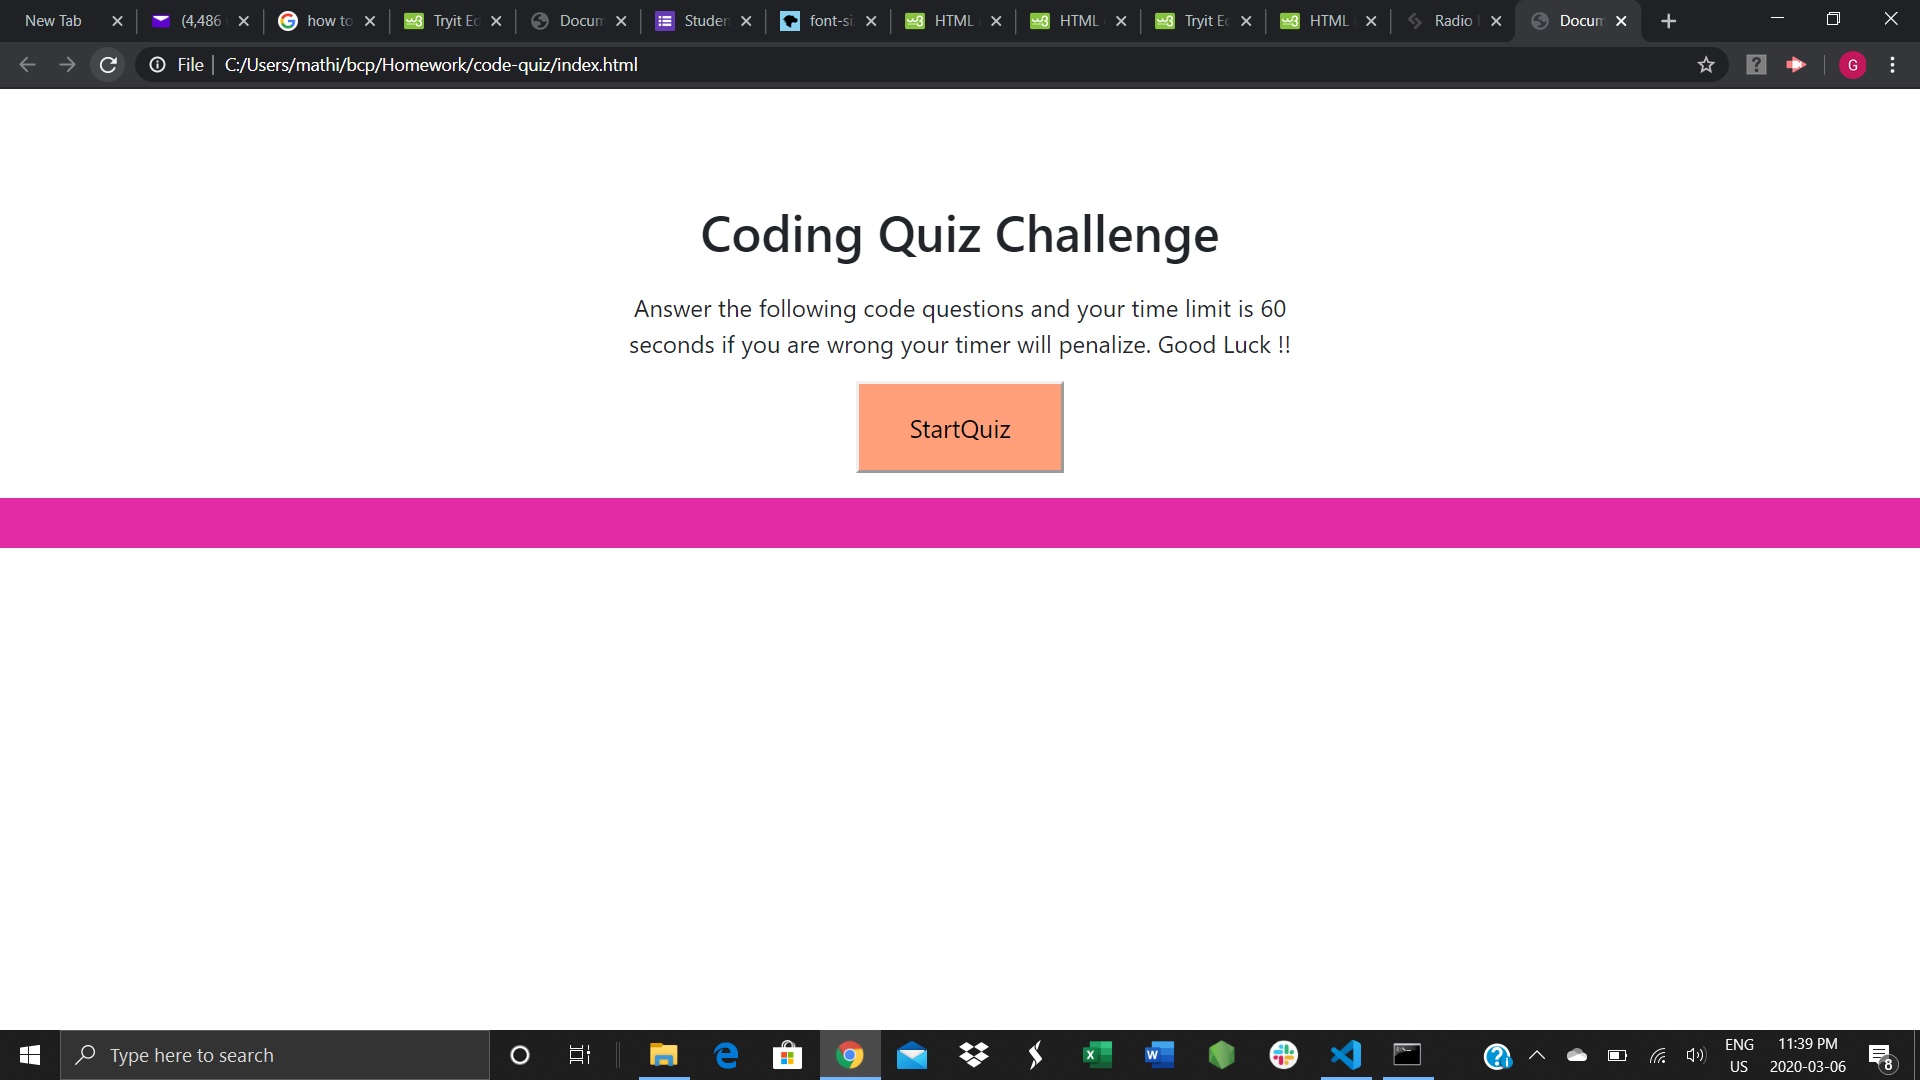 New Tab
(4,486
how to
Tryit Ed
Docum
Studen
font-si
HTML
HTML
Tryit Ed
HTML
Radio
Docum
File
C:/Users/mathi/bcp/Homework/code-quiz/index.html
G
Coding Quiz Challenge
Answer the following code questions and your time limit is 60
seconds if you are wrong your timer will penalize. Good Luck !!
StartQuiz
Type here to search
ENG
US
11:39 PM
2020-03-06
8